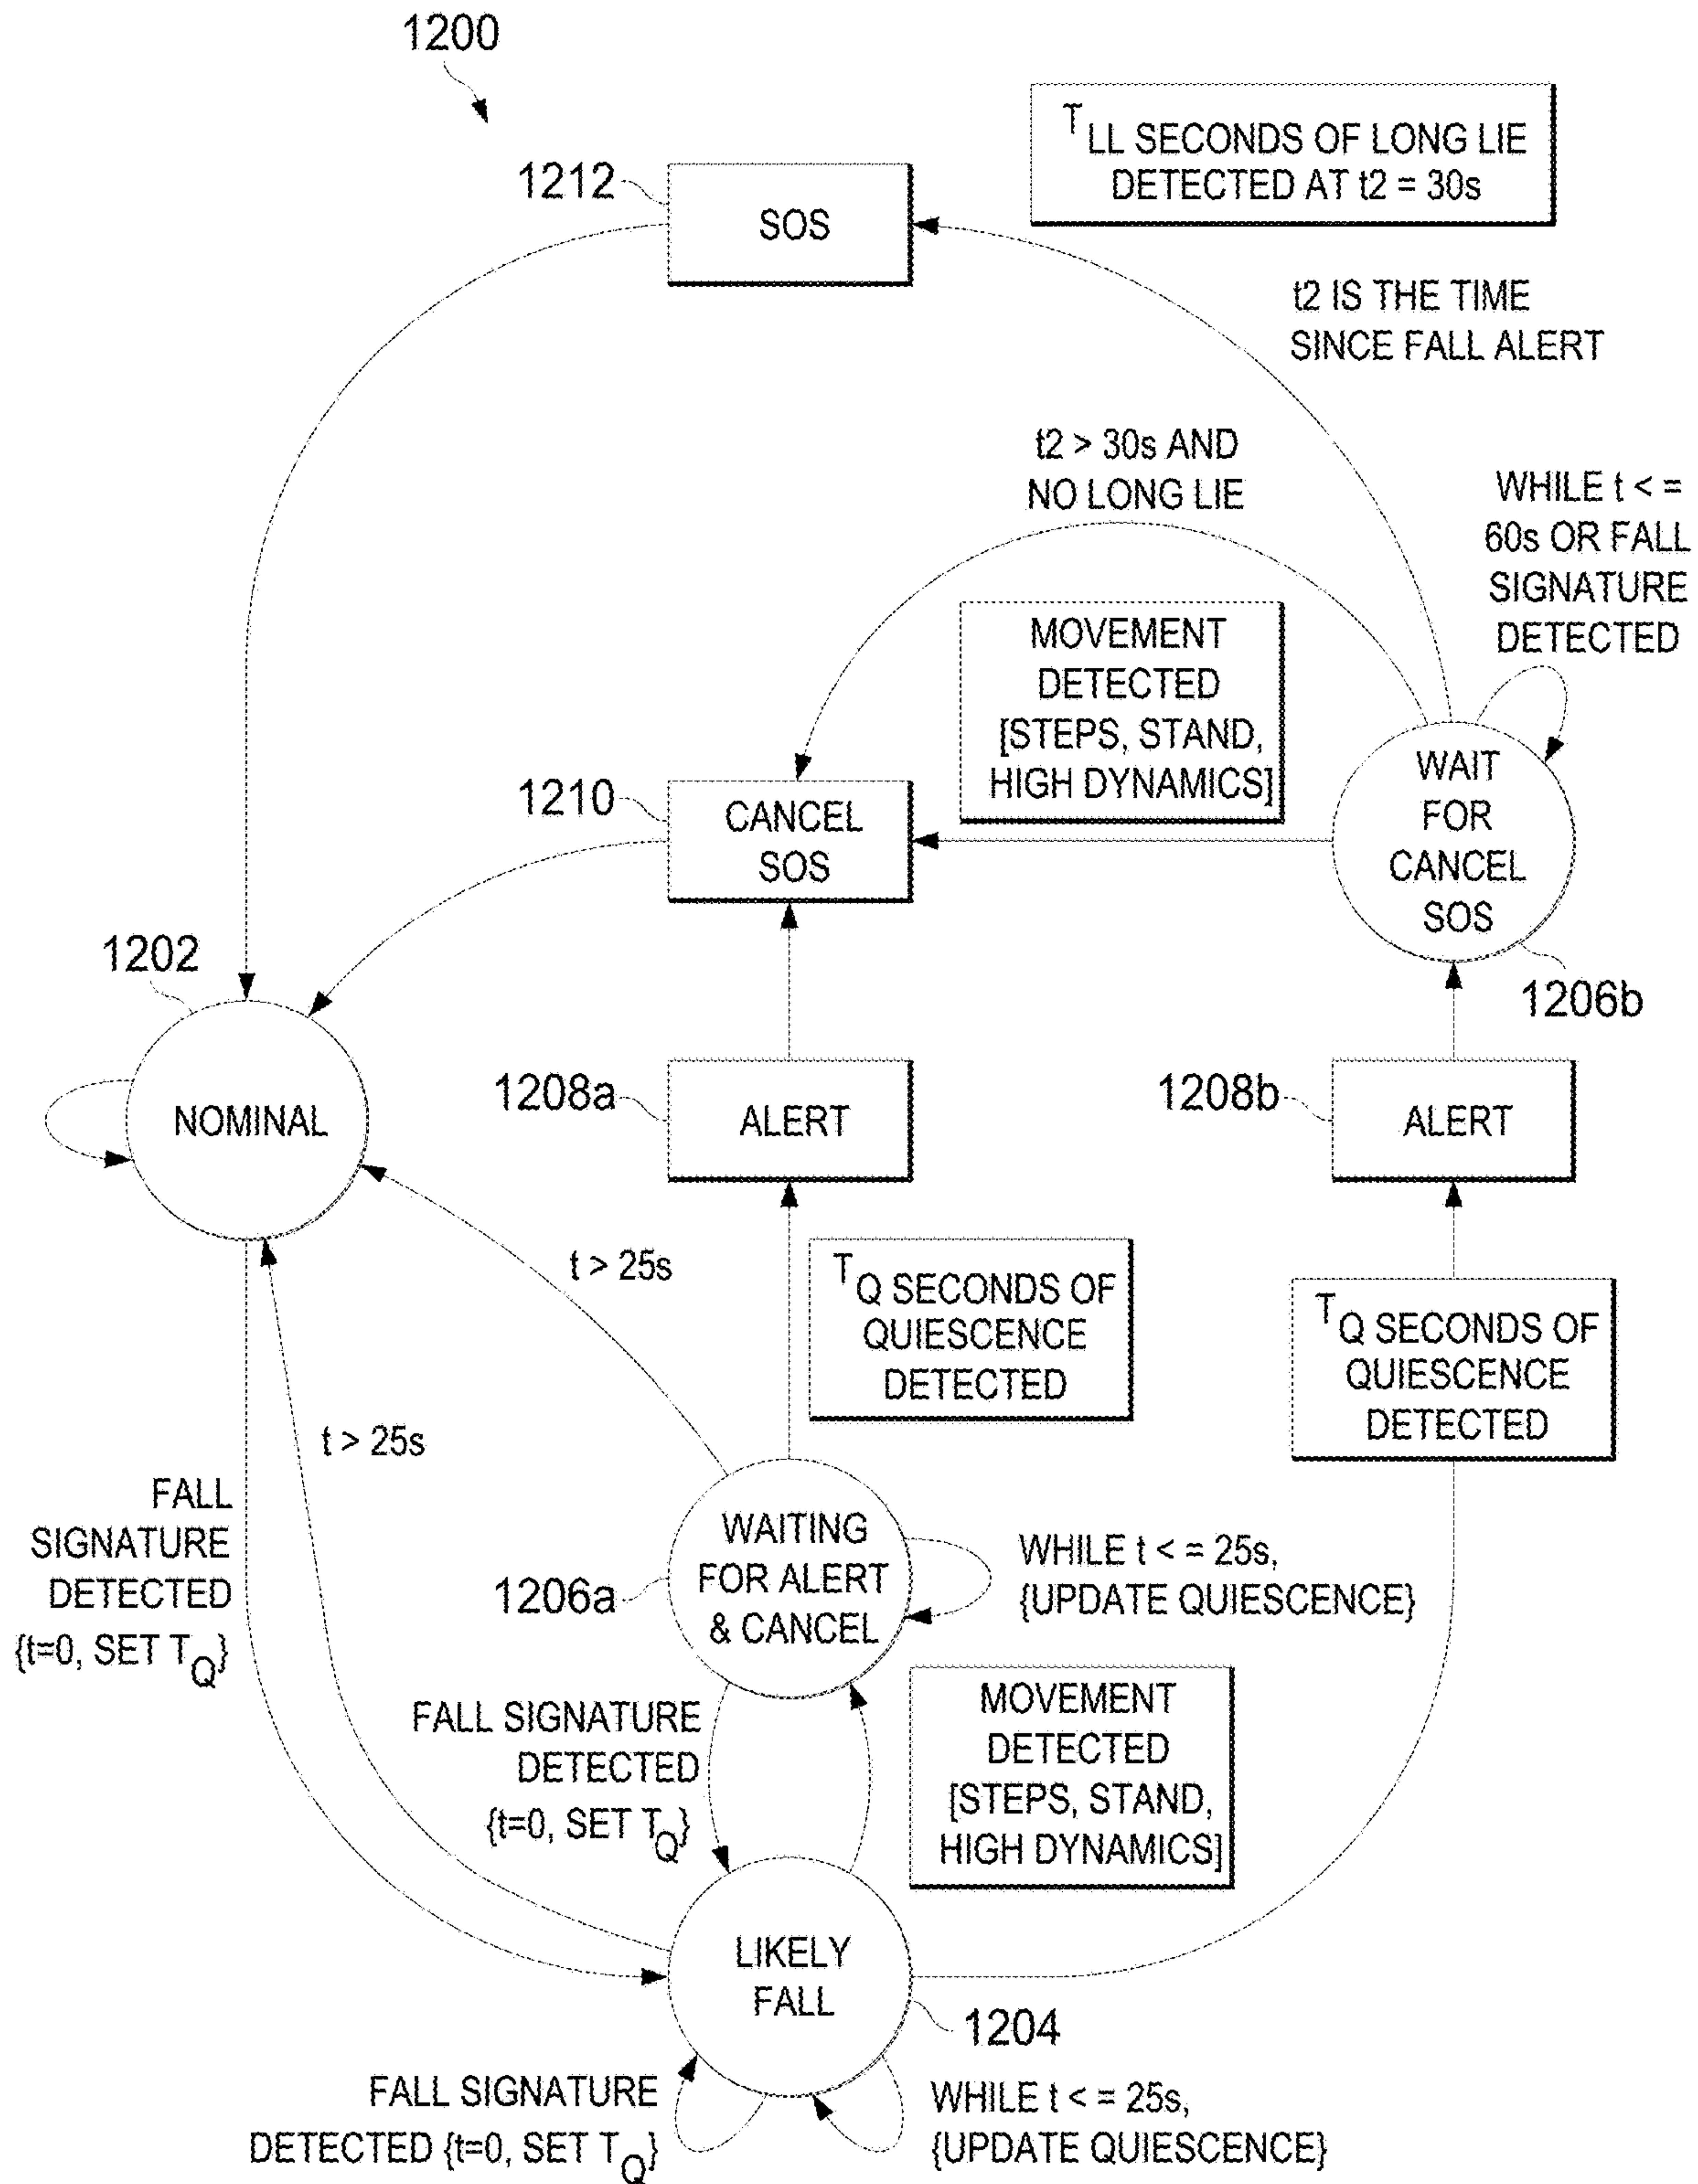 1200
T LL SECONDS OF LONG LIE
DETECTED AT t2 = 30s
1212
SOS
t2 IS THE TIME
SINCE FALL ALERT
t2 > 30s AND
NO LONG LIE
WHILE t < =
60s OR FALL
SIGNATURE
DETECTED
MOVEMENT
DETECTED
[STEPS, STAND,
HIGH DYNAMICS]
1210
CANCEL
SOS
WAIT
FOR
CANCEL
SOS
1206b
1202
NOMINAL
1208a
ALERT
1208b
ALERT
t > 25s
TQ SECONDS OF
QUIESCENCE
DETECTED
TQ SECONDS OF
QUIESCENCE
DETECTED
t > 25s
FALL
SIGNATURE
DETECTED
{t=0, SET TQ}
1206a
WAITING
FOR ALERT
& CANCEL
WHILE t < = 25s,
{UPDATE QUIESCENCE}
FALL SIGNATURE
DETECTED
{t=0, SET TQ}
MOVEMENT
DETECTED
[STEPS, STAND,
HIGH DYNAMICS]
LIKELY
FALL
1204
FALL SIGNATURE
DETECTED {t=0, SET TQ}
WHILE t < = 25s,
{UPDATE QUIESCENCE}